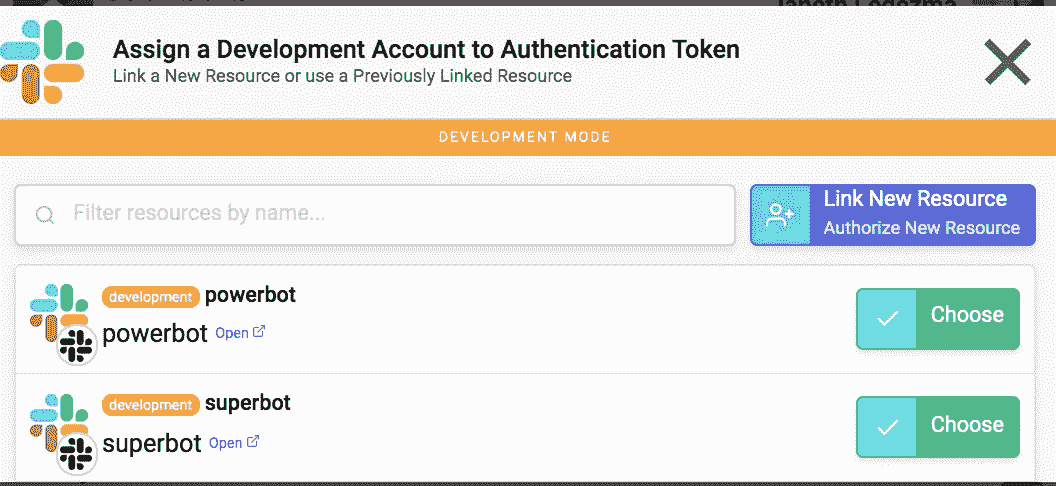 Assign a Development Account to Authentication Token
Link a New Resource or use a Previously Linked Resource
DEVELOPMENT MODE
Filter resources by name...
Link New Resource
Authorize New Resource
development powerbot
powerbot Open
Choose
development superbot
superbot Open
Choose